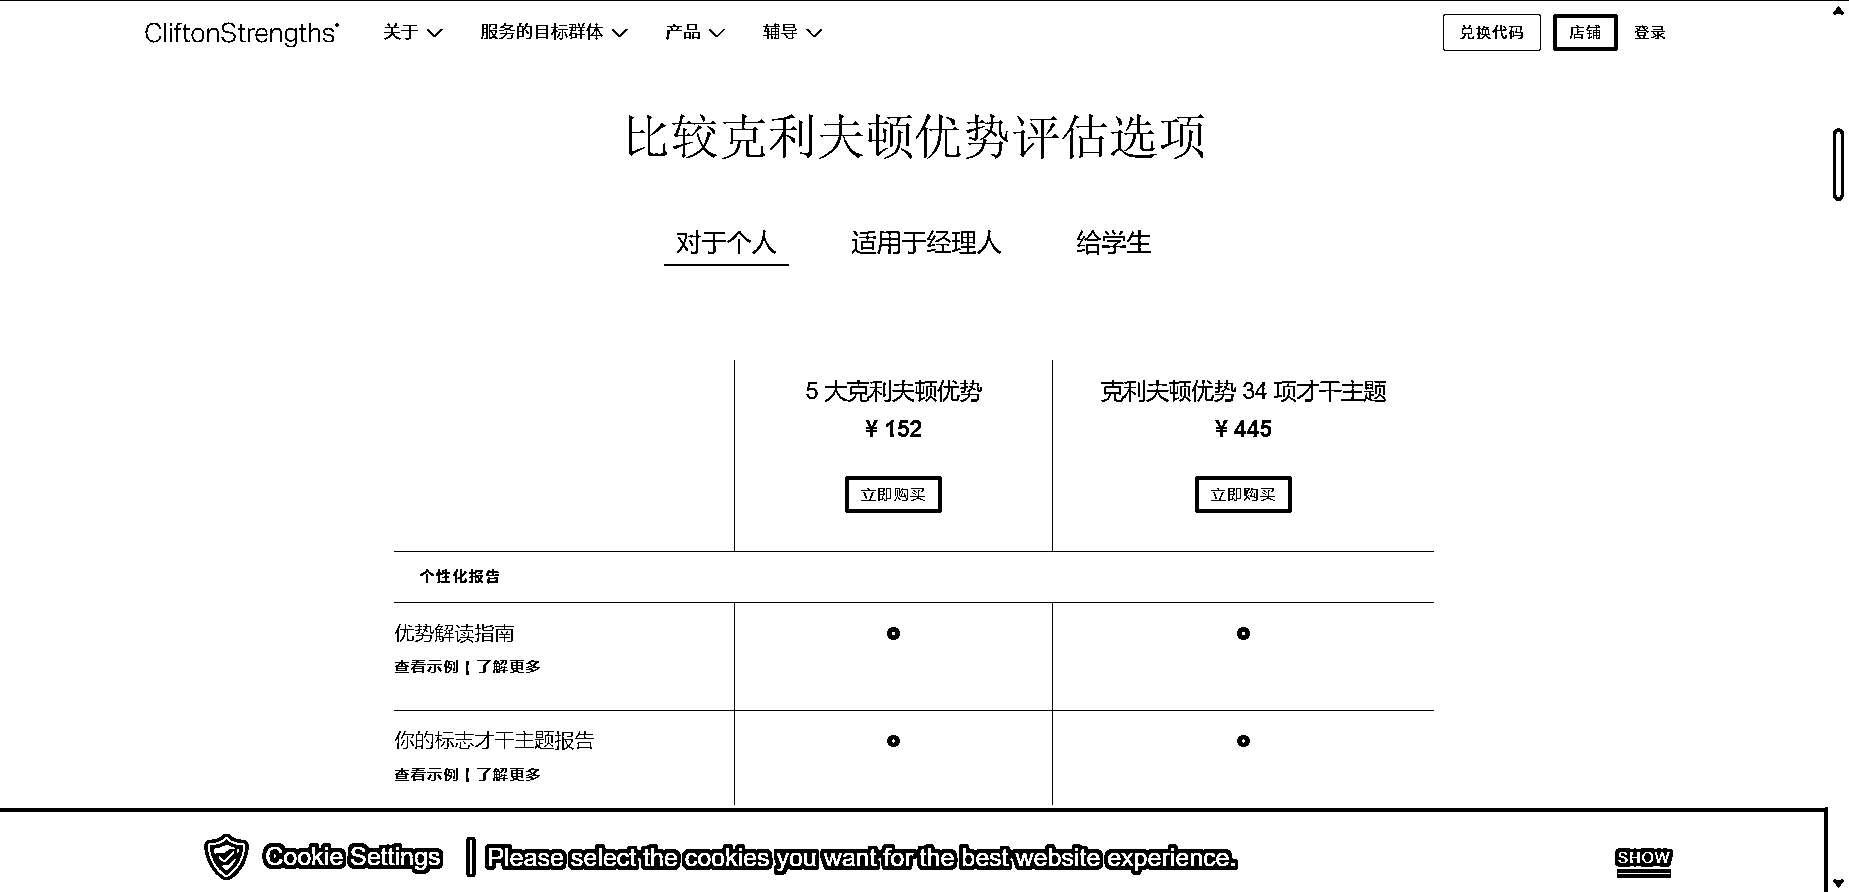 CliftonStrengths 关于 服务的目标群体 产品 辅导 兑换代码 店铺 登录
比较克利夫顿优势评估选项
对于个人 适用于经理人 给学生
5 大克利夫顿优势 克利夫顿优势 34 项才干主题
¥ 152 ¥ 445
立即购买 立即购买
个性化报告
优势解读指南
查看示例 | 了解更多
你的标志才干主题报告
查看示例 | 了解更多
Cookie Settings | Please select the cookies you want for the best website experience. SHOW